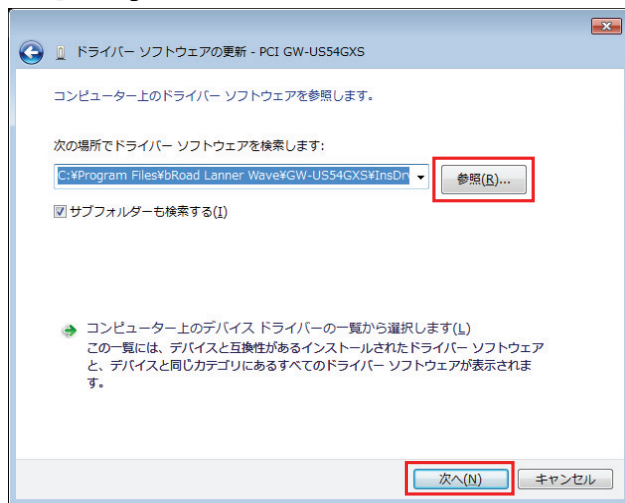 ドライバー ソフトウェアの更新 - PCI GW-US54GXS
コンピューター上のドライバー ソフトウェアを参照します。
次の場所でドライバー ソフトウェアを検索します:
C:¥Program Files¥bRoad Lanner Wave¥GW-US54GXS¥InsDr
参照(R)...
サブフォルダーも検索する(I)
コンピューター上のデバイス ドライバーの一覧から選択します(L)
この一覧には、デバイスと互換性があるインストールされたドライバー ソフトウェア
と、デバイスと同じカテゴリにあるすべてのドライバー ソフトウェアが表示されま
す。
次へ(N)
キャンセル